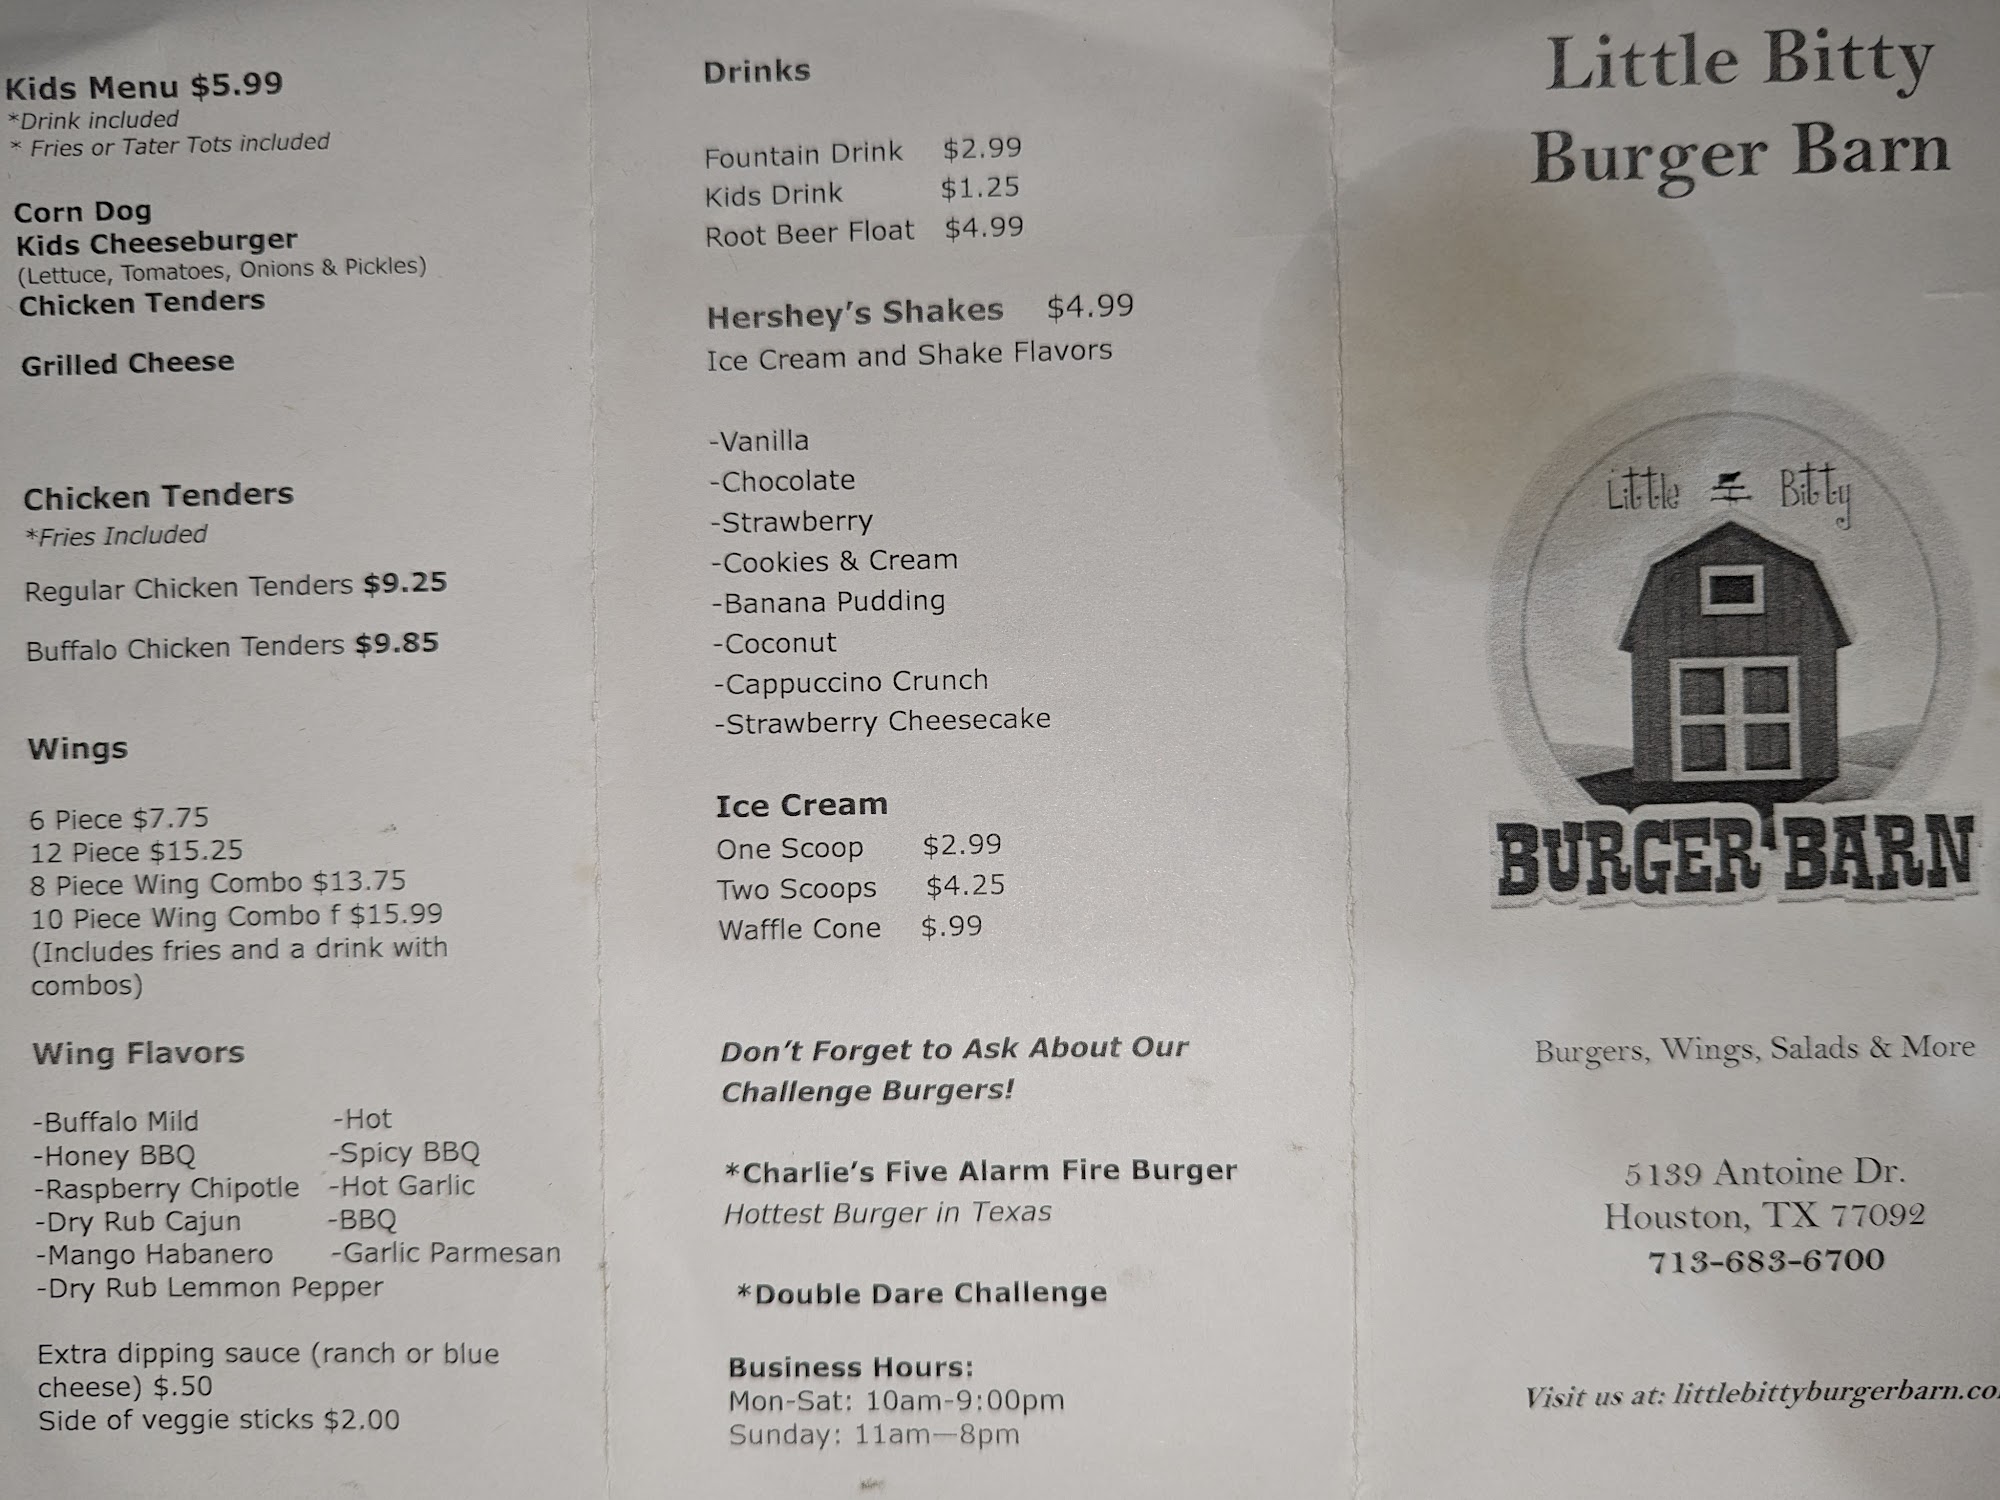 Kids Menu $5.99
*Drink included
* Fries or Tater Tots included
Corn Dog
Kids Cheeseburger
(Lettuce, Tomatoes, Onions & Pickles)
Chicken Tenders
Grilled Cheese
Chicken Tenders
*Fries Included
Regular Chicken Tenders $9.25
Buffalo Chicken Tenders $9.85
Wings
6 Piece $7.75
12 Piece $15.25
8 Piece Wing Combo $13.75
10 Piece Wing Combo f $15.99
(Includes fries and a drink with
combos)
Wing Flavors
-Buffalo Mild -Hot
-Honey BBQ -Spicy BBQ
-Raspberry Chipotle -Hot Garlic
-Dry Rub Cajun -BBQ
-Mango Habanero -Garlic Parmesan
-Dry Rub Lemmon Pepper
Extra dipping sauce (ranch or blue
cheese) $.50
Side of veggie sticks $2.00
Drinks
Fountain Drink $2.99
Kids Drink $1.25
Root Beer Float $4.99
Hershey's Shakes $4.99
Ice Cream and Shake Flavors
-Vanilla
-Chocolate
-Strawberry
-Cookies & Cream
-Banana Pudding
-Coconut
-Cappuccino Crunch
-Strawberry Cheesecake
Ice Cream
One Scoop $2.99
Two Scoops $4.25
Waffle Cone $.99
Don't Forget to Ask About Our
Challenge Burgers!
*Charlie's Five Alarm Fire Burger
Hottest Burger in Texas
*Double Dare Challenge
Business Hours:
Mon-Sat: 10am-9:00pm
Sunday: 11am—8pm
Little Bitty
Burger Barn
Little Bitty
BURGER BARN
Burgers, Wings, Salads & More
5139 Antoine Dr.
Houston, TX 77092
713-683-6700
Visit us at: littlebittyburgerbarn.co